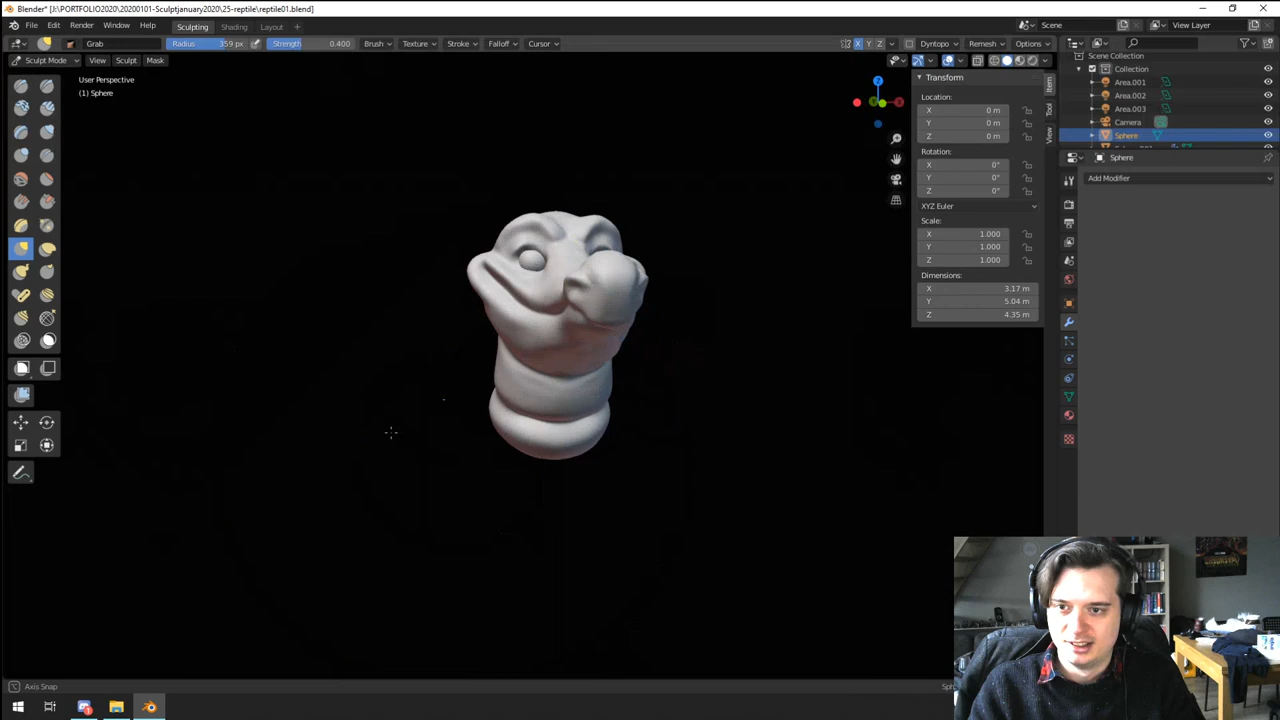 Blender* [J:\PORTFOLIO2020\20200101-Sculptjanuary2020\25-reptile\reptile01.blend]
File Edit Render Window Help Sculpting Shading Layout + Scene View Layer
Grab Radius 359 px Strength 0.400 Brush Texture Stroke Falloff Cursor X Y Z Dyntopo Remesh Options
Sculpt Mode View Sculpt Mask
User Perspective
(1) Sphere
Z
Transform
Location:
X 0 m
Y 0 m
Z 0 m
Rotation:
X 0°
Y 0°
Z 0°
XYZ Euler
Scale:
X 1.000
Y 1.000
Z 1.000
Dimensions:
X 3.17 m
Y 5.04 m
Z 4.35 m
Item
Tool
View
Scene Collection
Collection
Area.001
Area.002
Area.003
Camera
Sphere
Sphere
Add Modifier
Axis Snap